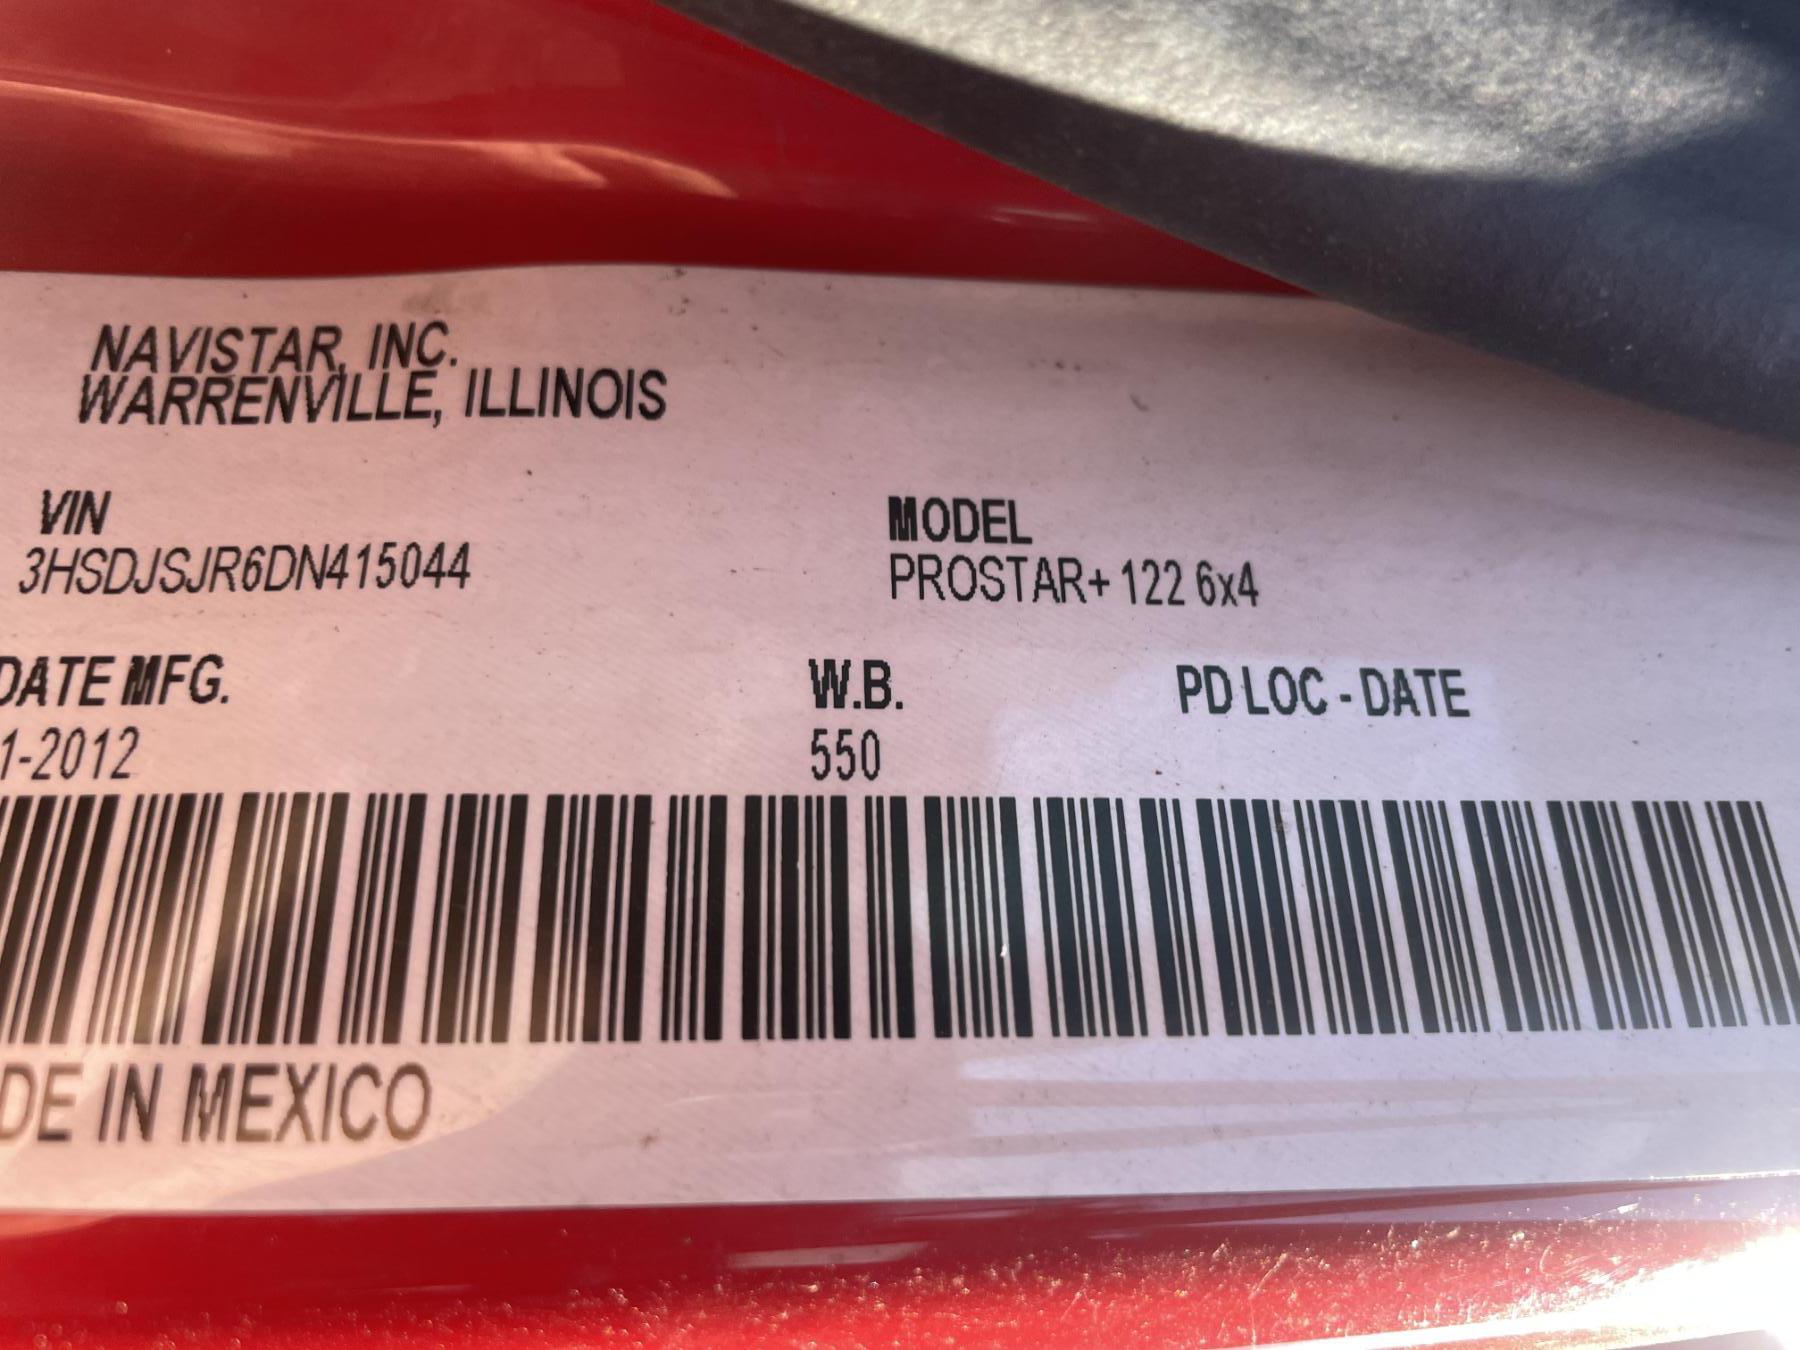 NAVISTAR, INC.
WARRENVILLE, ILLINOIS
VIN
3HSDJSJR6DN415044
MODEL
PROSTAR+ 122 6x4
DATE MFG.
1-2012
W.B.
550
PD LOC - DATE
DE IN MEXICO